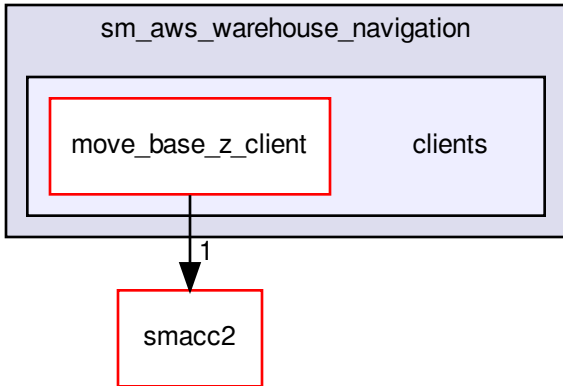 sm_aws_warehouse_navigation
move_base_z_client
clients
1
smacc2